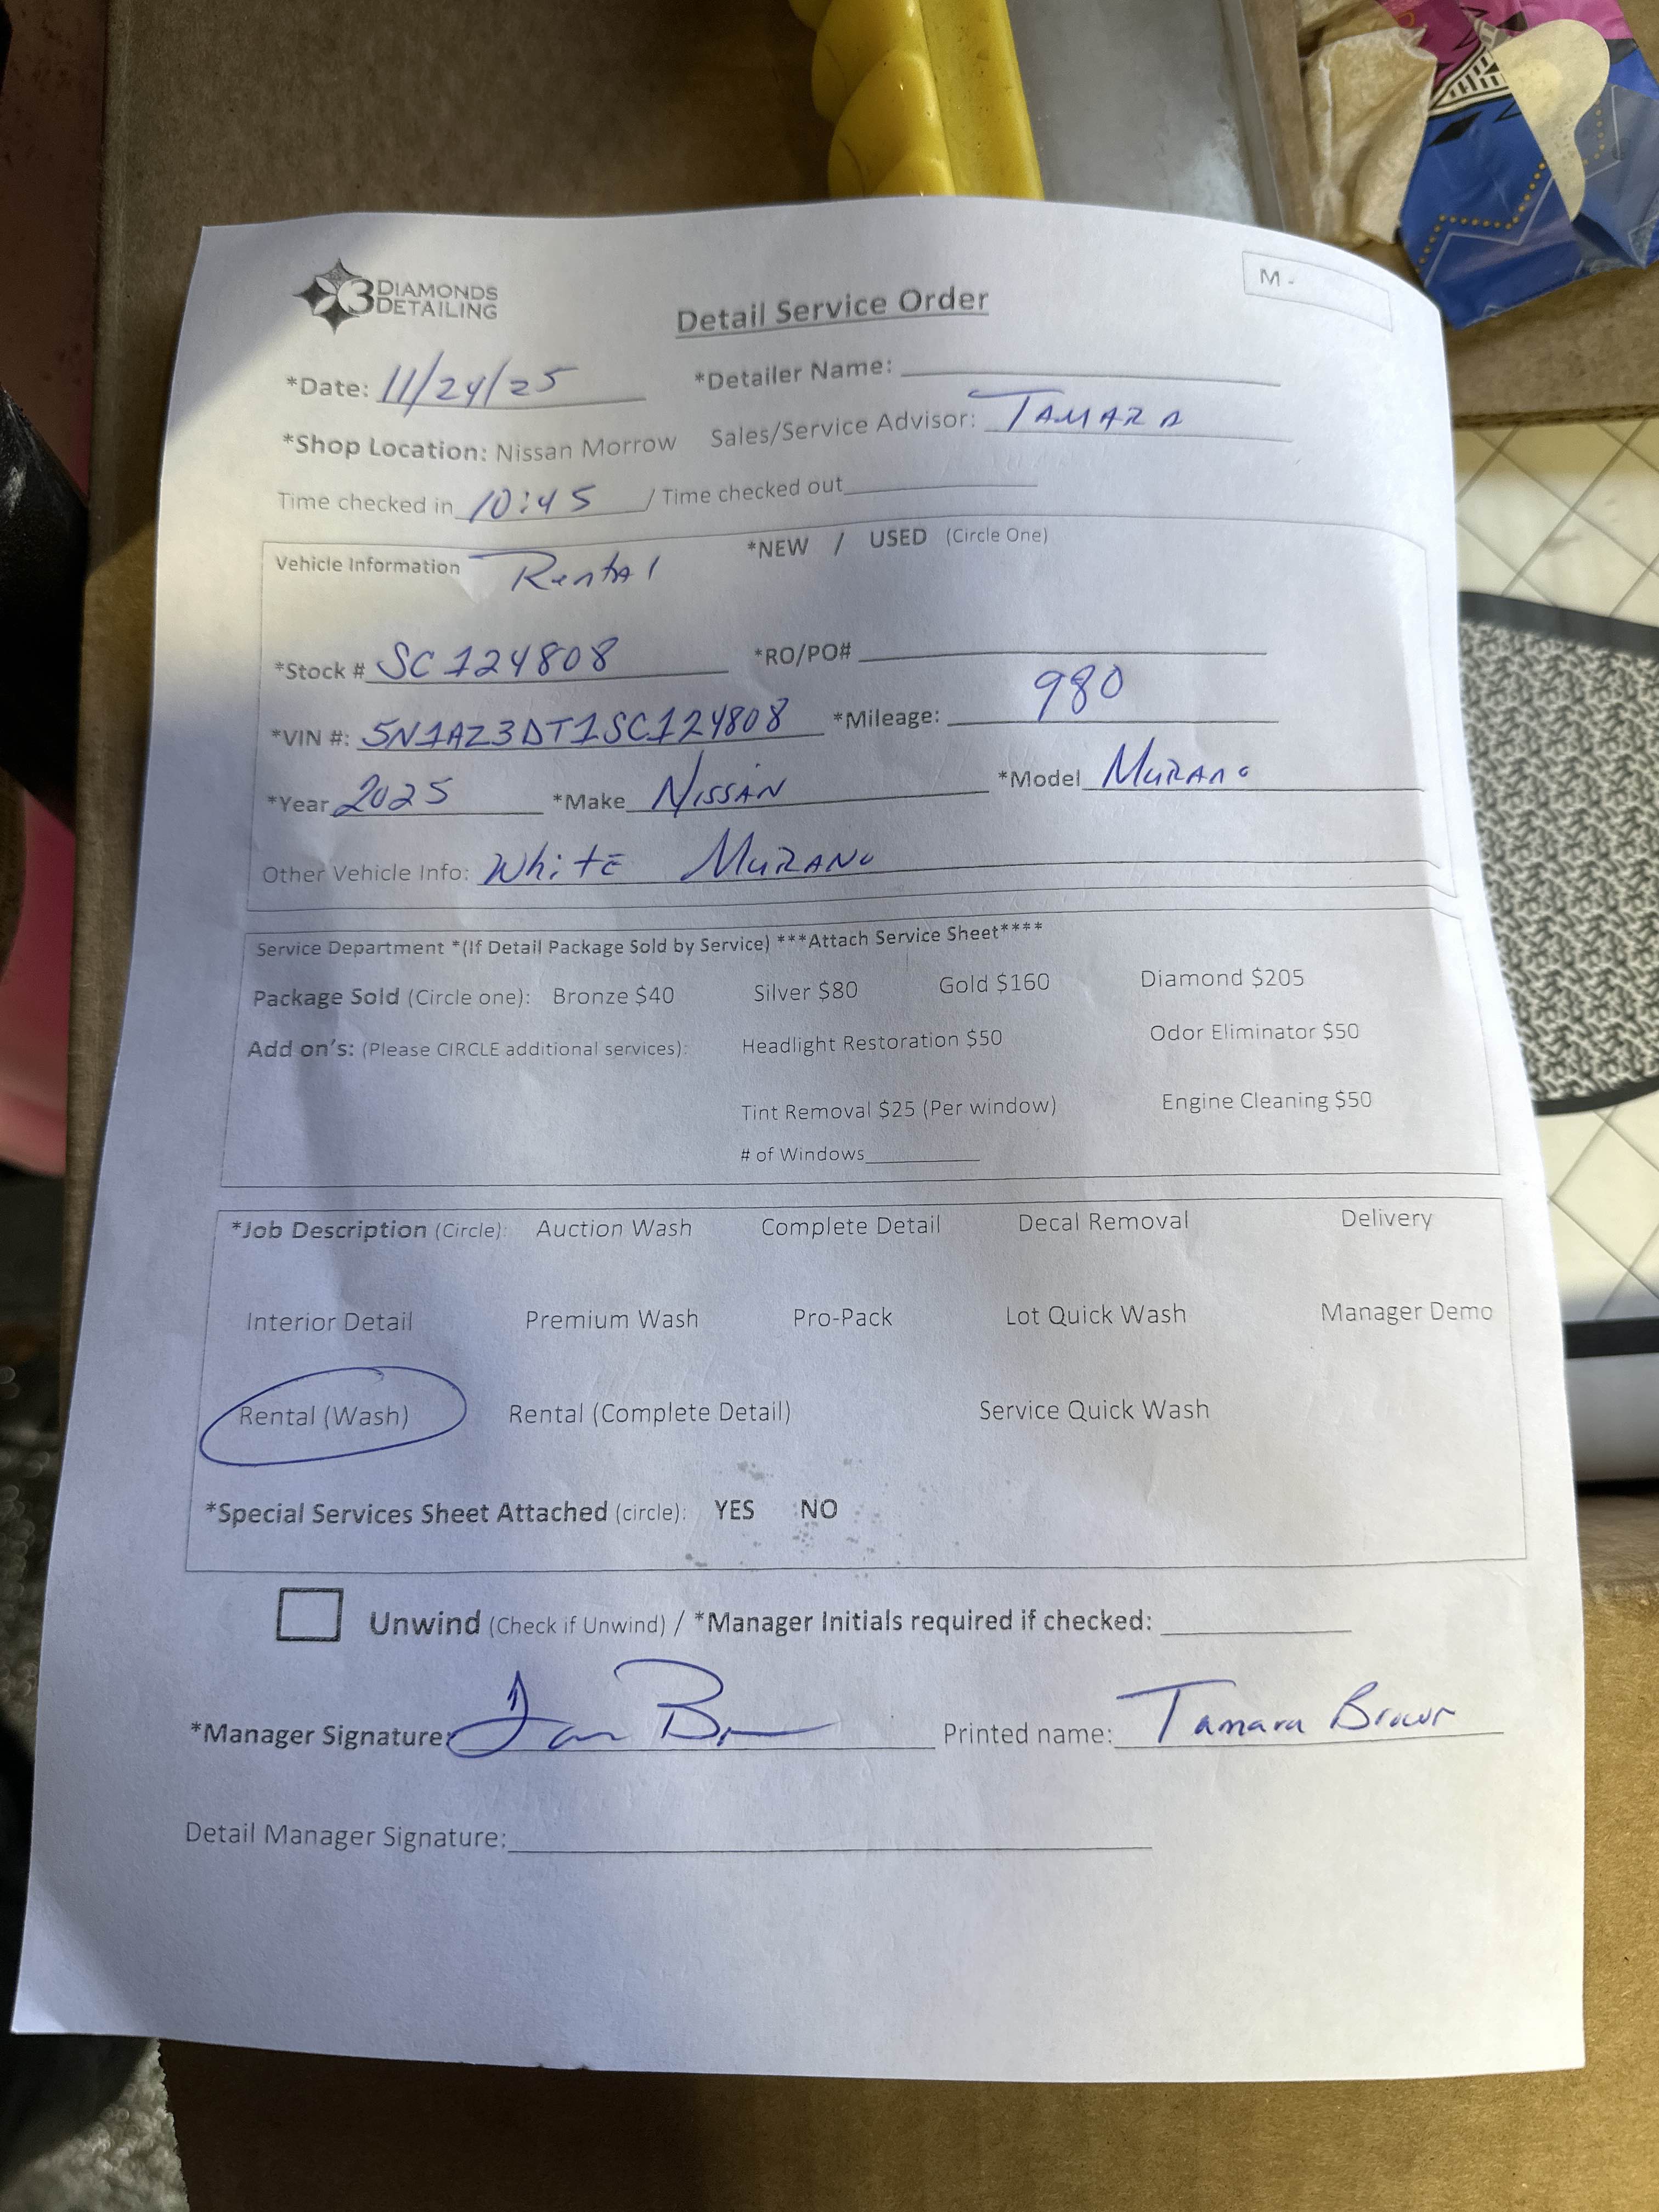 3 DIAMONDS DETAILING
Detail Service Order
M -
*Date: 11/24/25 *Detailer Name:
*Shop Location: Nissan Morrow Sales/Service Advisor: TAMARA
Time checked in 10:45 / Time checked out
Vehicle Information Rental *NEW / USED (Circle One)
*Stock # SC124808 *RO/PO#
*VIN #: 5N1AZ3DT1SC124808 *Mileage: 980
*Year 2025 *Make NISSAN *Model MURANO
Other Vehicle Info: White MURANO
Service Department *(If Detail Package Sold by Service) ***Attach Service Sheet****
Package Sold (Circle one): Bronze $40 Silver $80 Gold $160 Diamond $205
Add on's: (Please CIRCLE additional services): Headlight Restoration $50 Odor Eliminator $50
Tint Removal $25 (Per window) Engine Cleaning $50
# of Windows
*Job Description (Circle): Auction Wash Complete Detail Decal Removal Delivery
Interior Detail Premium Wash Pro-Pack Lot Quick Wash Manager Demo
Rental (Wash) Rental (Complete Detail) Service Quick Wash
*Special Services Sheet Attached (circle): YES NO
Unwind (Check if Unwind) / *Manager Initials required if checked:
*Manager Signature: Printed name: Tamara Brown
Detail Manager Signature: